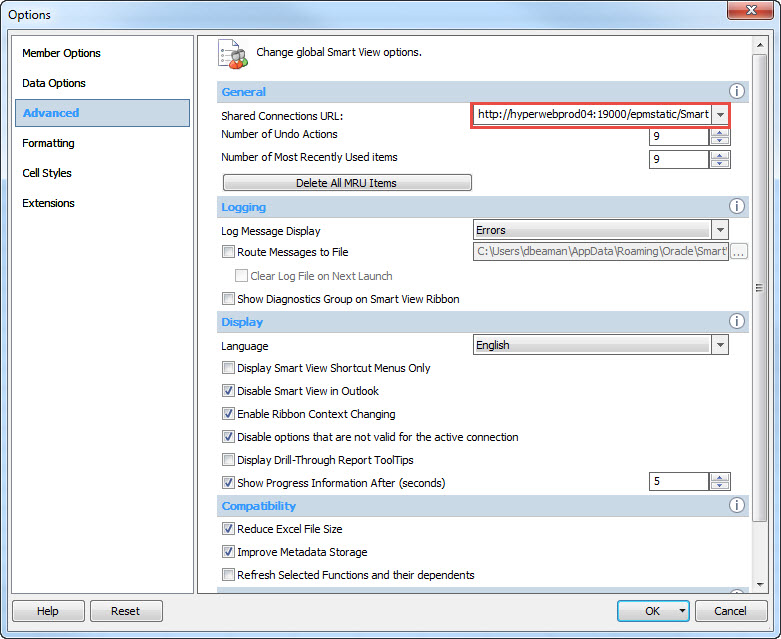 Options
Member Options
Data Options
Advanced
Formatting
Cell Styles
Extensions
Change global Smart View options.
General
Shared Connections URL: http://hyperwebprod04:19000/epmstatic/Smart
Number of Undo Actions 9
Number of Most Recently Used items 9
Delete All MRU Items
Logging
Log Message Display Errors
Route Messages to File C:\Users\dbeaman\AppData\Roaming\Oracle\Smart' ...
Clear Log File on Next Launch
Show Diagnostics Group on Smart View Ribbon
Display
Language English
Display Smart View Shortcut Menus Only
Disable Smart View in Outlook
Enable Ribbon Context Changing
Disable options that are not valid for the active connection
Display Drill-Through Report ToolTips
Show Progress Information After (seconds) 5
Compatibility
Reduce Excel File Size
Improve Metadata Storage
Refresh Selected Functions and their dependents
Help Reset OK Cancel